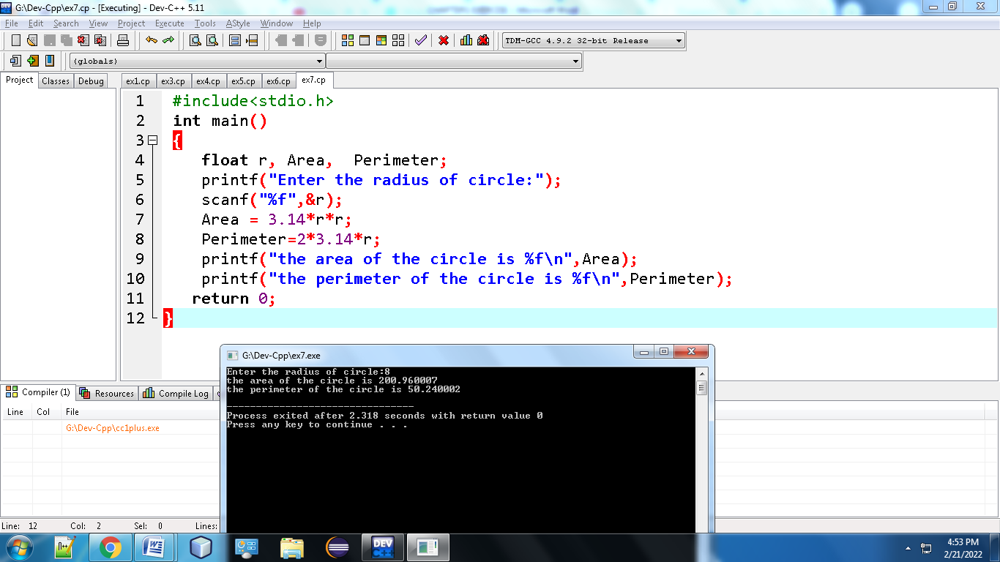 G:\Dev-Cpp\ex7.cp - [Executing] - Dev-C++ 5.11
File Edit Search View Project Execute Tools AStyle Window Help
TDM-GCC 4.9.2 32-bit Release
(globals)
Project Classes Debug
ex1.cp ex3.cp ex4.cp ex5.cp ex6.cp ex7.cp
1 #include<stdio.h>
2 int main()
3 {
4 float r, Area,  Perimeter;
5 printf("Enter the radius of circle:");
6 scanf("%f",&r);
7 Area = 3.14*r*r;
8 Perimeter=2*3.14*r;
9 printf("the area of the circle is %f\n",Area);
10 printf("the perimeter of the circle is %f\n",Perimeter);
11 return 0;
12 }
G:\Dev-Cpp\ex7.exe
Enter the radius of circle:8
the area of the circle is 200.960007
the perimeter of the circle is 50.240002
--------------------------------
Process exited after 2.318 seconds with return value 0
Press any key to continue . . .
Compiler (1) Resources Compile Log
Line Col File
G:\Dev-Cpp\cc1plus.exe
Line: 12 Col: 2 Sel: 0 Lines:
N++
W
DEV C++
4:53 PM
2/21/2022